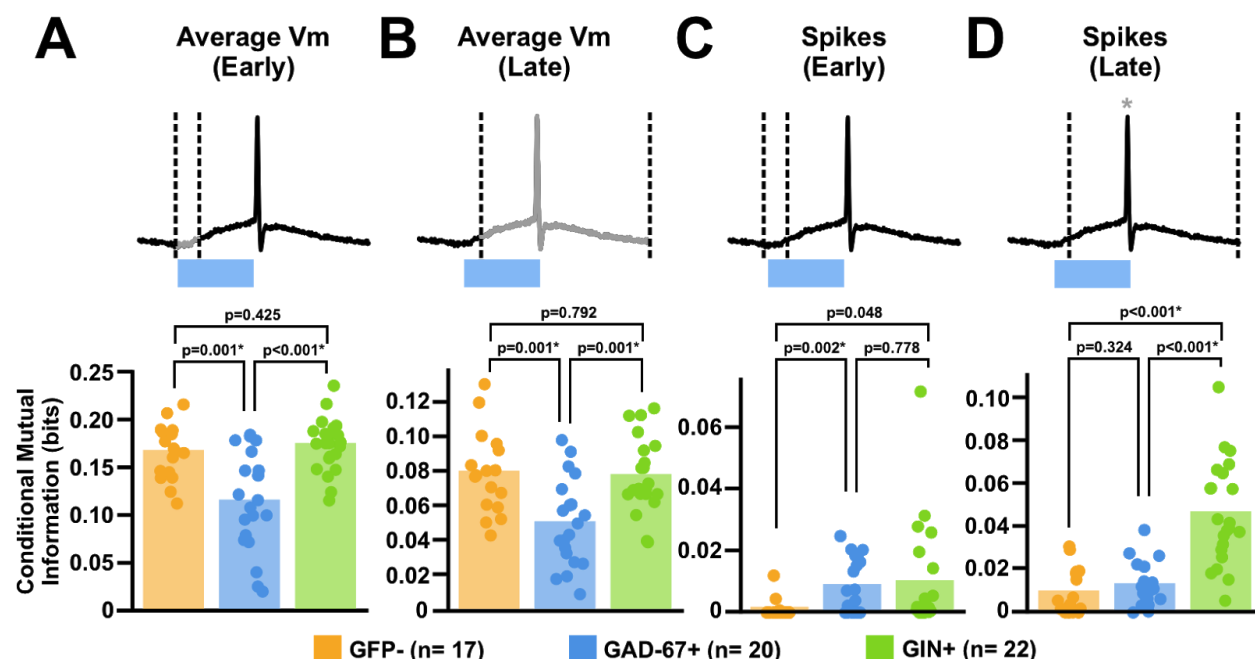 A
Average Vm
(Early)
B
Average Vm
(Late)
C
Spikes
(Early)
D
Spikes
(Late)
*
p=0.425
p=0.001*
p<0.001*
p=0.792
p=0.001*
p=0.001*
p=0.048
p=0.002*
p=0.778
p<0.001*
p=0.324
p<0.001*
Conditional Mutual
Information (bits)
0.25
0.20
0.15
0.10
0.05
0
0.12
0.10
0.08
0.06
0.04
0.02
0
0.06
0.04
0.02
0
0.10
0.08
0.06
0.04
0.02
0
GFP- (n= 17)
GAD-67+ (n= 20)
GIN+ (n= 22)